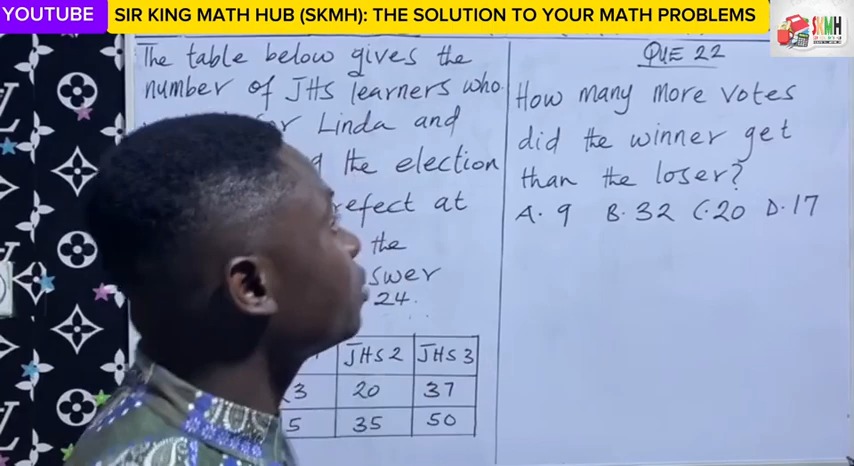 YOUTUBE
SIR KING MATH HUB (SKMH): THE SOLUTION TO YOUR MATH PROBLEMS
SKMH
The table below gives the
number of JHS learners who
Linda and
the election
at
the
24.
JHS 2 JHS 3
3 20 37
5 35 50
QUE 22
How many more votes
did the winner get
than the loser?
A. 9 B. 32 C. 20 D. 17